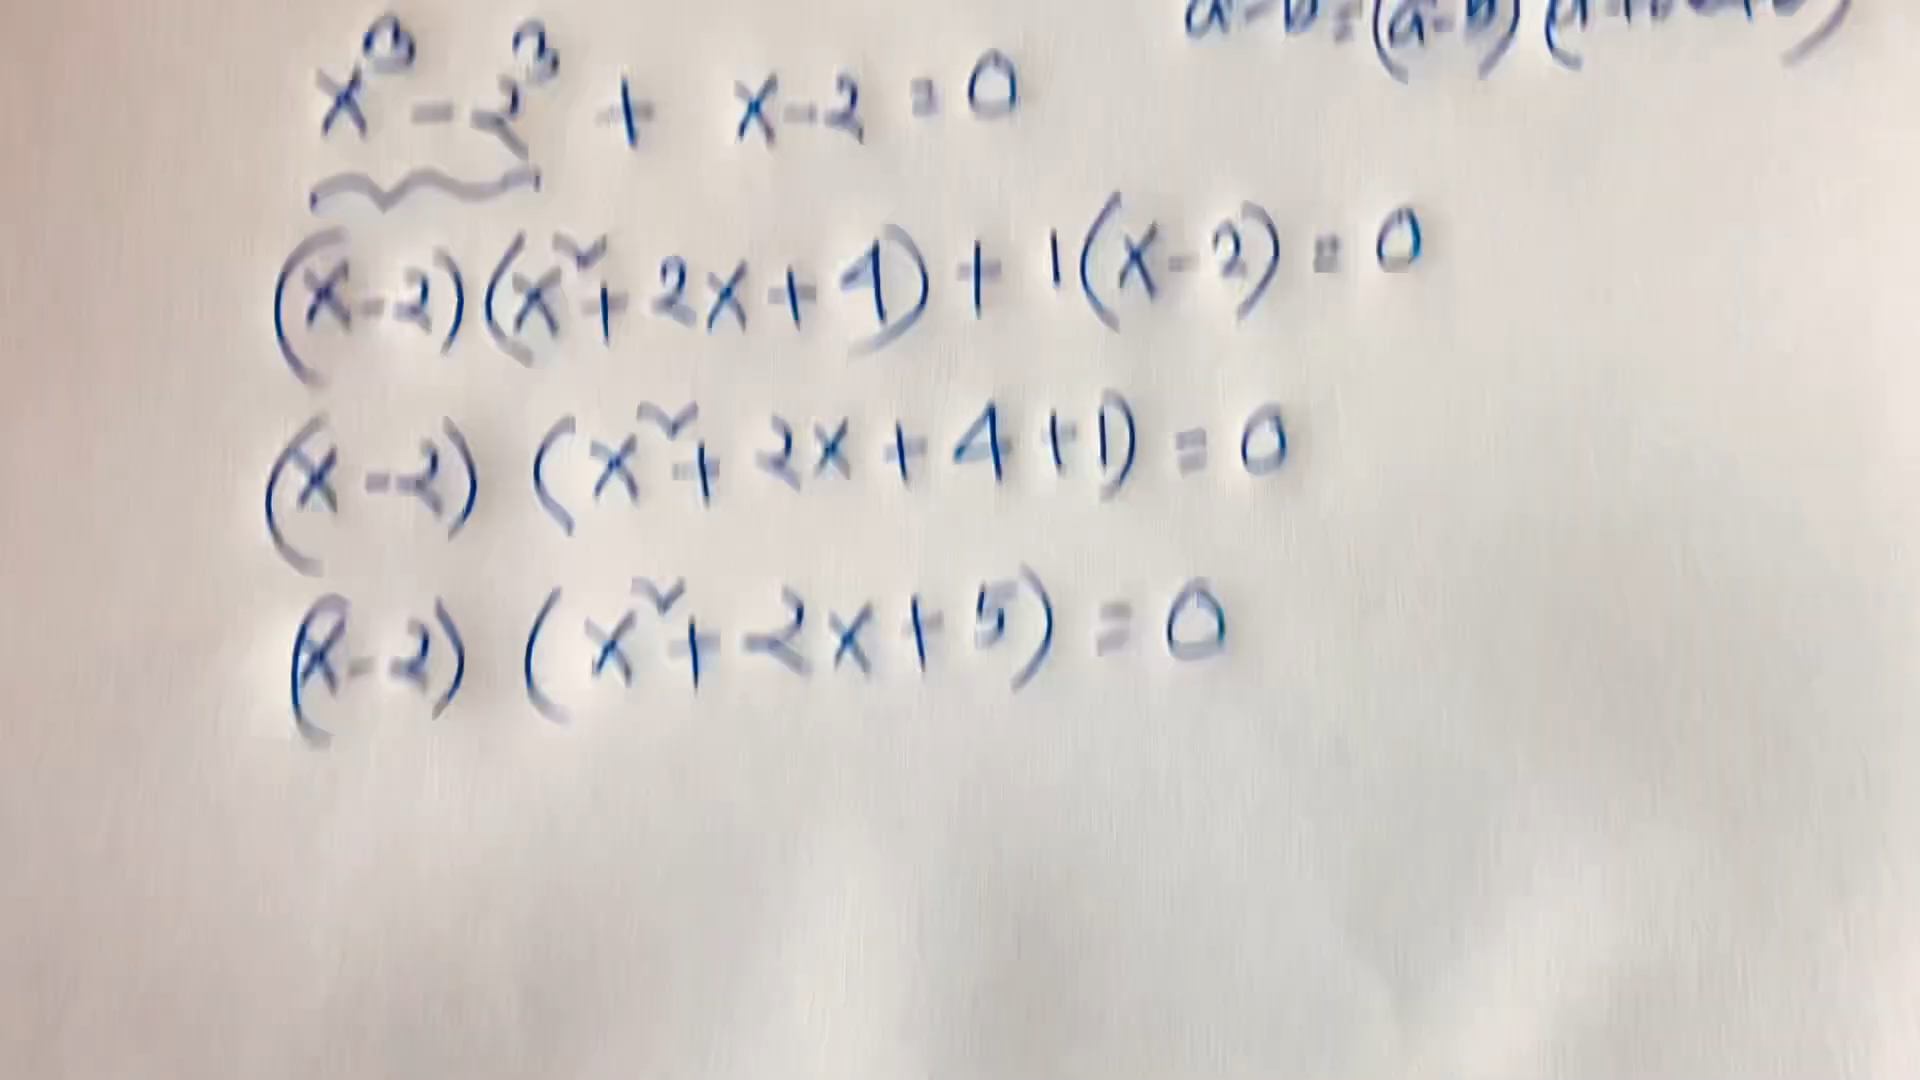 x³ - 2³ + x - 2 = 0
(x - 2)(x² + 2x + 4) + 1(x - 2) = 0
(x - 2) (x² + 2x + 4 + 1) = 0
(x - 2) (x² + 2x + 5) = 0